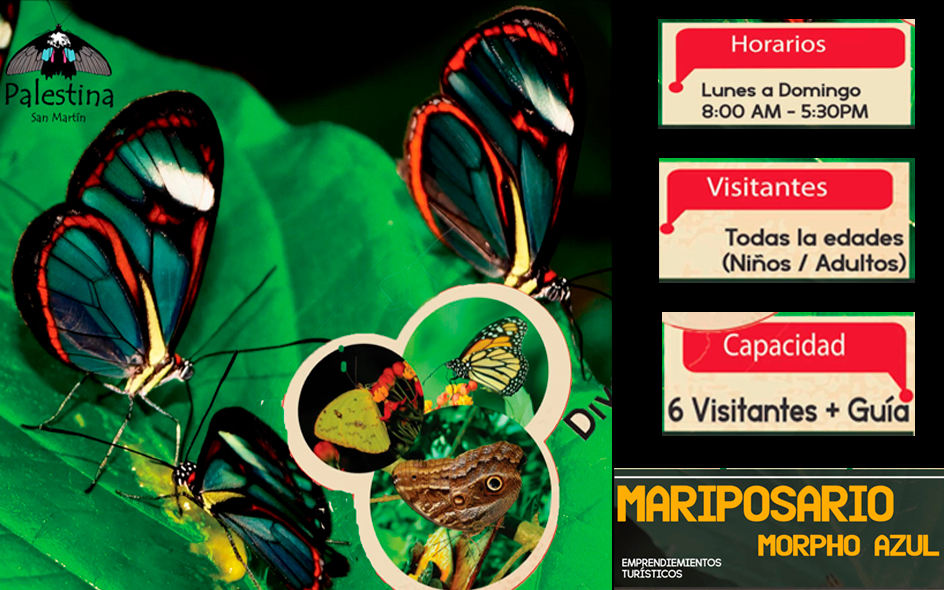 Palestina
San Martín
Horarios
Lunes a Domingo
8:00 AM - 5:30PM
Visitantes
Todas la edades
(Niños / Adultos)
Capacidad
6 Visitantes + Guía
MARIPOSARIO
MORPHO AZUL
EMPRENDIEMIENTOS
TURÍSTICOS